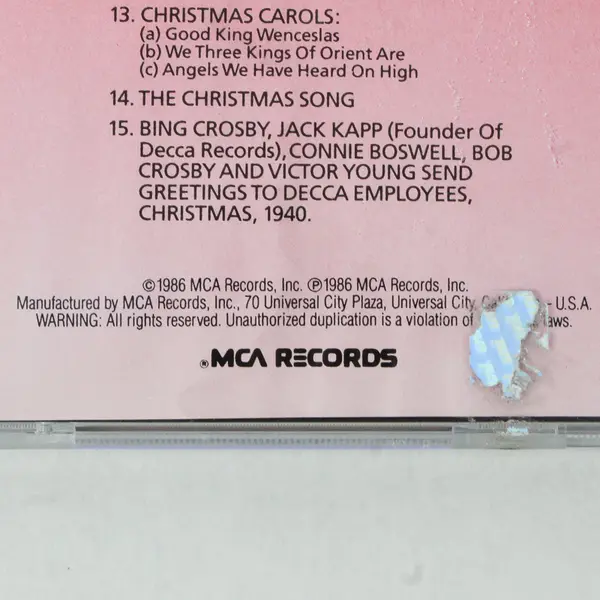 13. CHRISTMAS CAROLS:
(a) Good King Wenceslas
(b) We Three Kings Of Orient Are
(c) Angels We Have Heard On High
14. THE CHRISTMAS SONG
15. BING CROSBY, JACK KAPP (Founder Of
Decca Records), CONNIE BOSWELL, BOB
CROSBY AND VICTOR YOUNG SEND
GREETINGS TO DECCA EMPLOYEES,
CHRISTMAS, 1940.
©1986 MCA Records, Inc. ℗1986 MCA Records, Inc.
Manufactured by MCA Records, Inc., 70 Universal City Plaza, Universal City, - U.S.A.
WARNING: All rights reserved. Unauthorized duplication is a violation of laws.
®MCA RECORDS